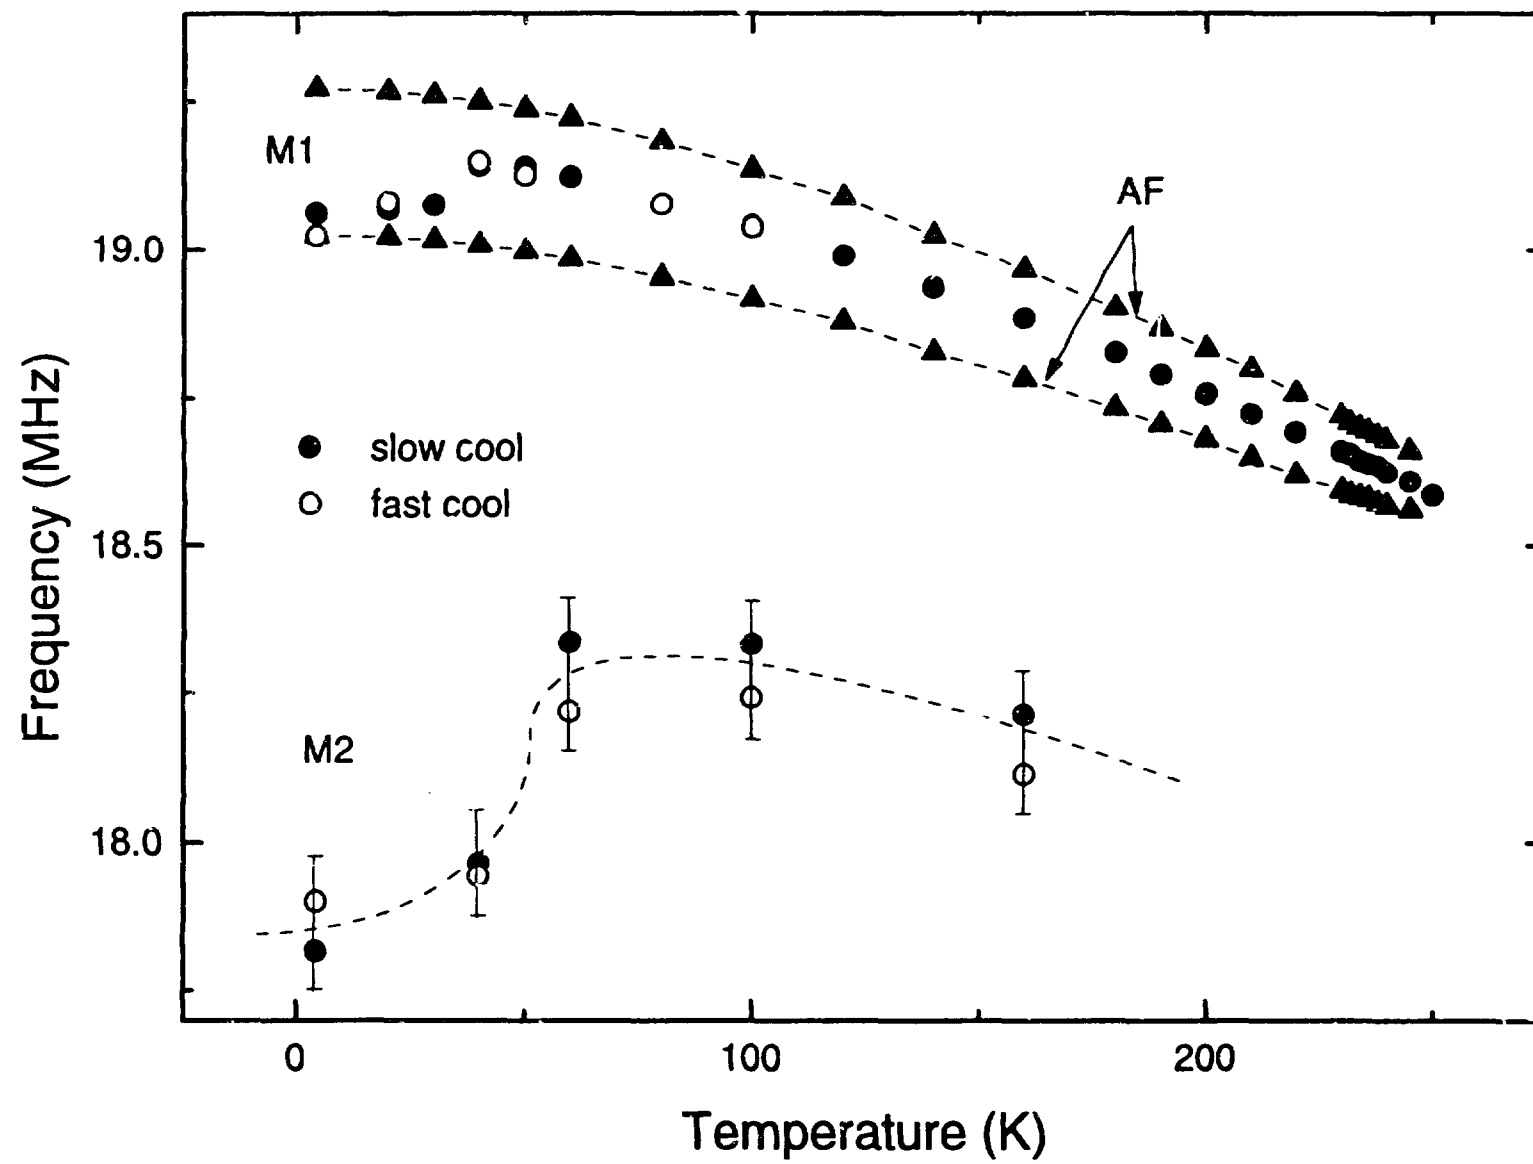 M1
AF
19.0
slow cool
fast cool
18.5
M2
18.0
0
100
200
Frequency (MHz)
Temperature (K)